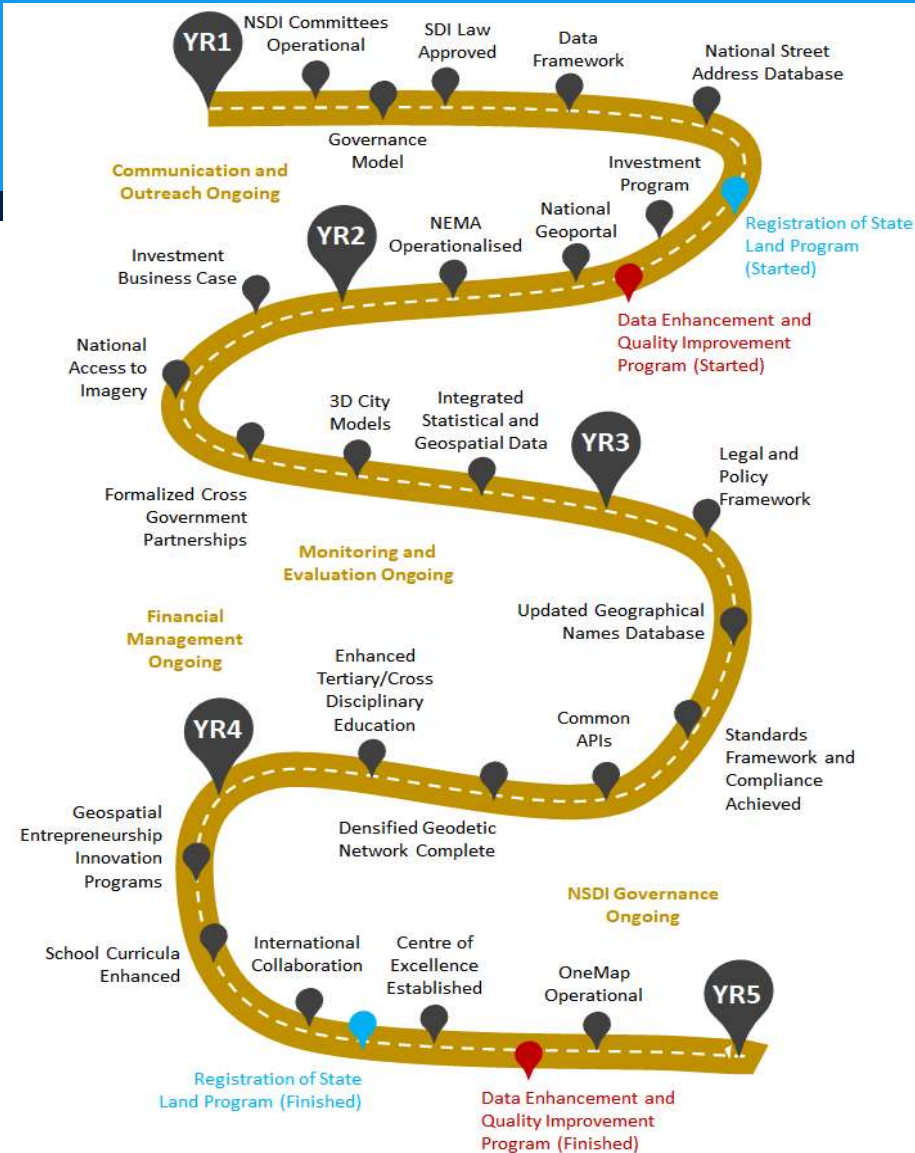 YR1
NSDI Committees
Operational
Governance
Model
SDI Law
Approved
Data
Framework
National Street
Address Database
Communication and
Outreach Ongoing
Registration of State
Land Program
(Started)
Investment
Program
Data Enhancement and
Quality Improvement
Program (Started)
National
Geoportal
NEMA
Operationalised
YR2
Investment
Business Case
National
Access to
Imagery
Formalized Cross
Government
Partnerships
3D City
Models
Integrated
Statistical and
Geospatial Data
YR3
Legal and
Policy
Framework
Monitoring and
Evaluation Ongoing
Updated Geographical
Names Database
Standards
Framework and
Compliance
Achieved
Common
APIs
Densified Geodetic
Network Complete
Enhanced
Tertiary/Cross
Disciplinary
Education
Financial
Management
Ongoing
YR4
Geospatial
Entrepreneurship
Innovation
Programs
School Curricula
Enhanced
International
Collaboration
Registration of State
Land Program (Finished)
Centre of
Excellence
Established
Data Enhancement and
Quality Improvement
Program (Finished)
OneMap
Operational
NSDI Governance
Ongoing
YR5